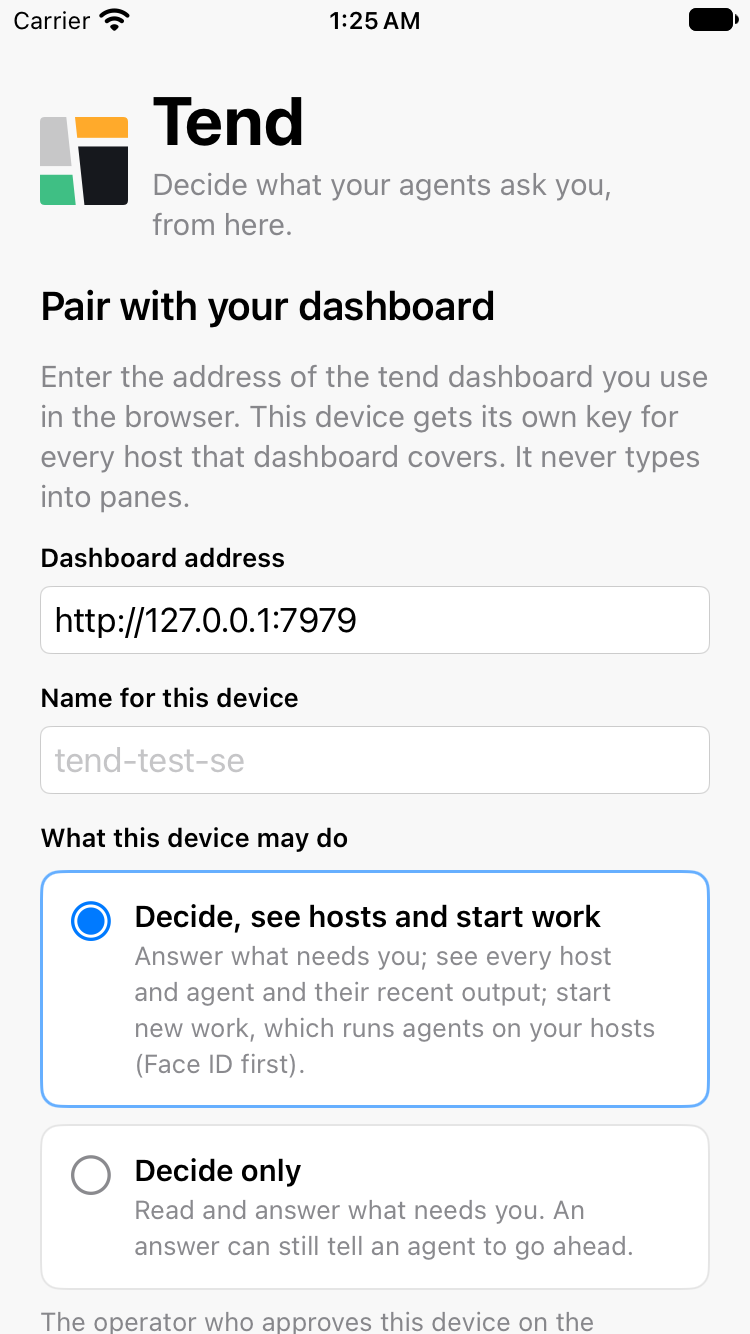 Carrier
1:25 AM
Tend
Decide what your agents ask you,
from here.
Pair with your dashboard
Enter the address of the tend dashboard you use
in the browser. This device gets its own key for
every host that dashboard covers. It never types
into panes.
Dashboard address
http://127.0.0.1:7979
Name for this device
tend-test-se
What this device may do
Decide, see hosts and start work
Answer what needs you; see every host
and agent and their recent output; start
new work, which runs agents on your hosts
(Face ID first).
Decide only
Read and answer what needs you. An
answer can still tell an agent to go ahead.
The operator who approves this device on the